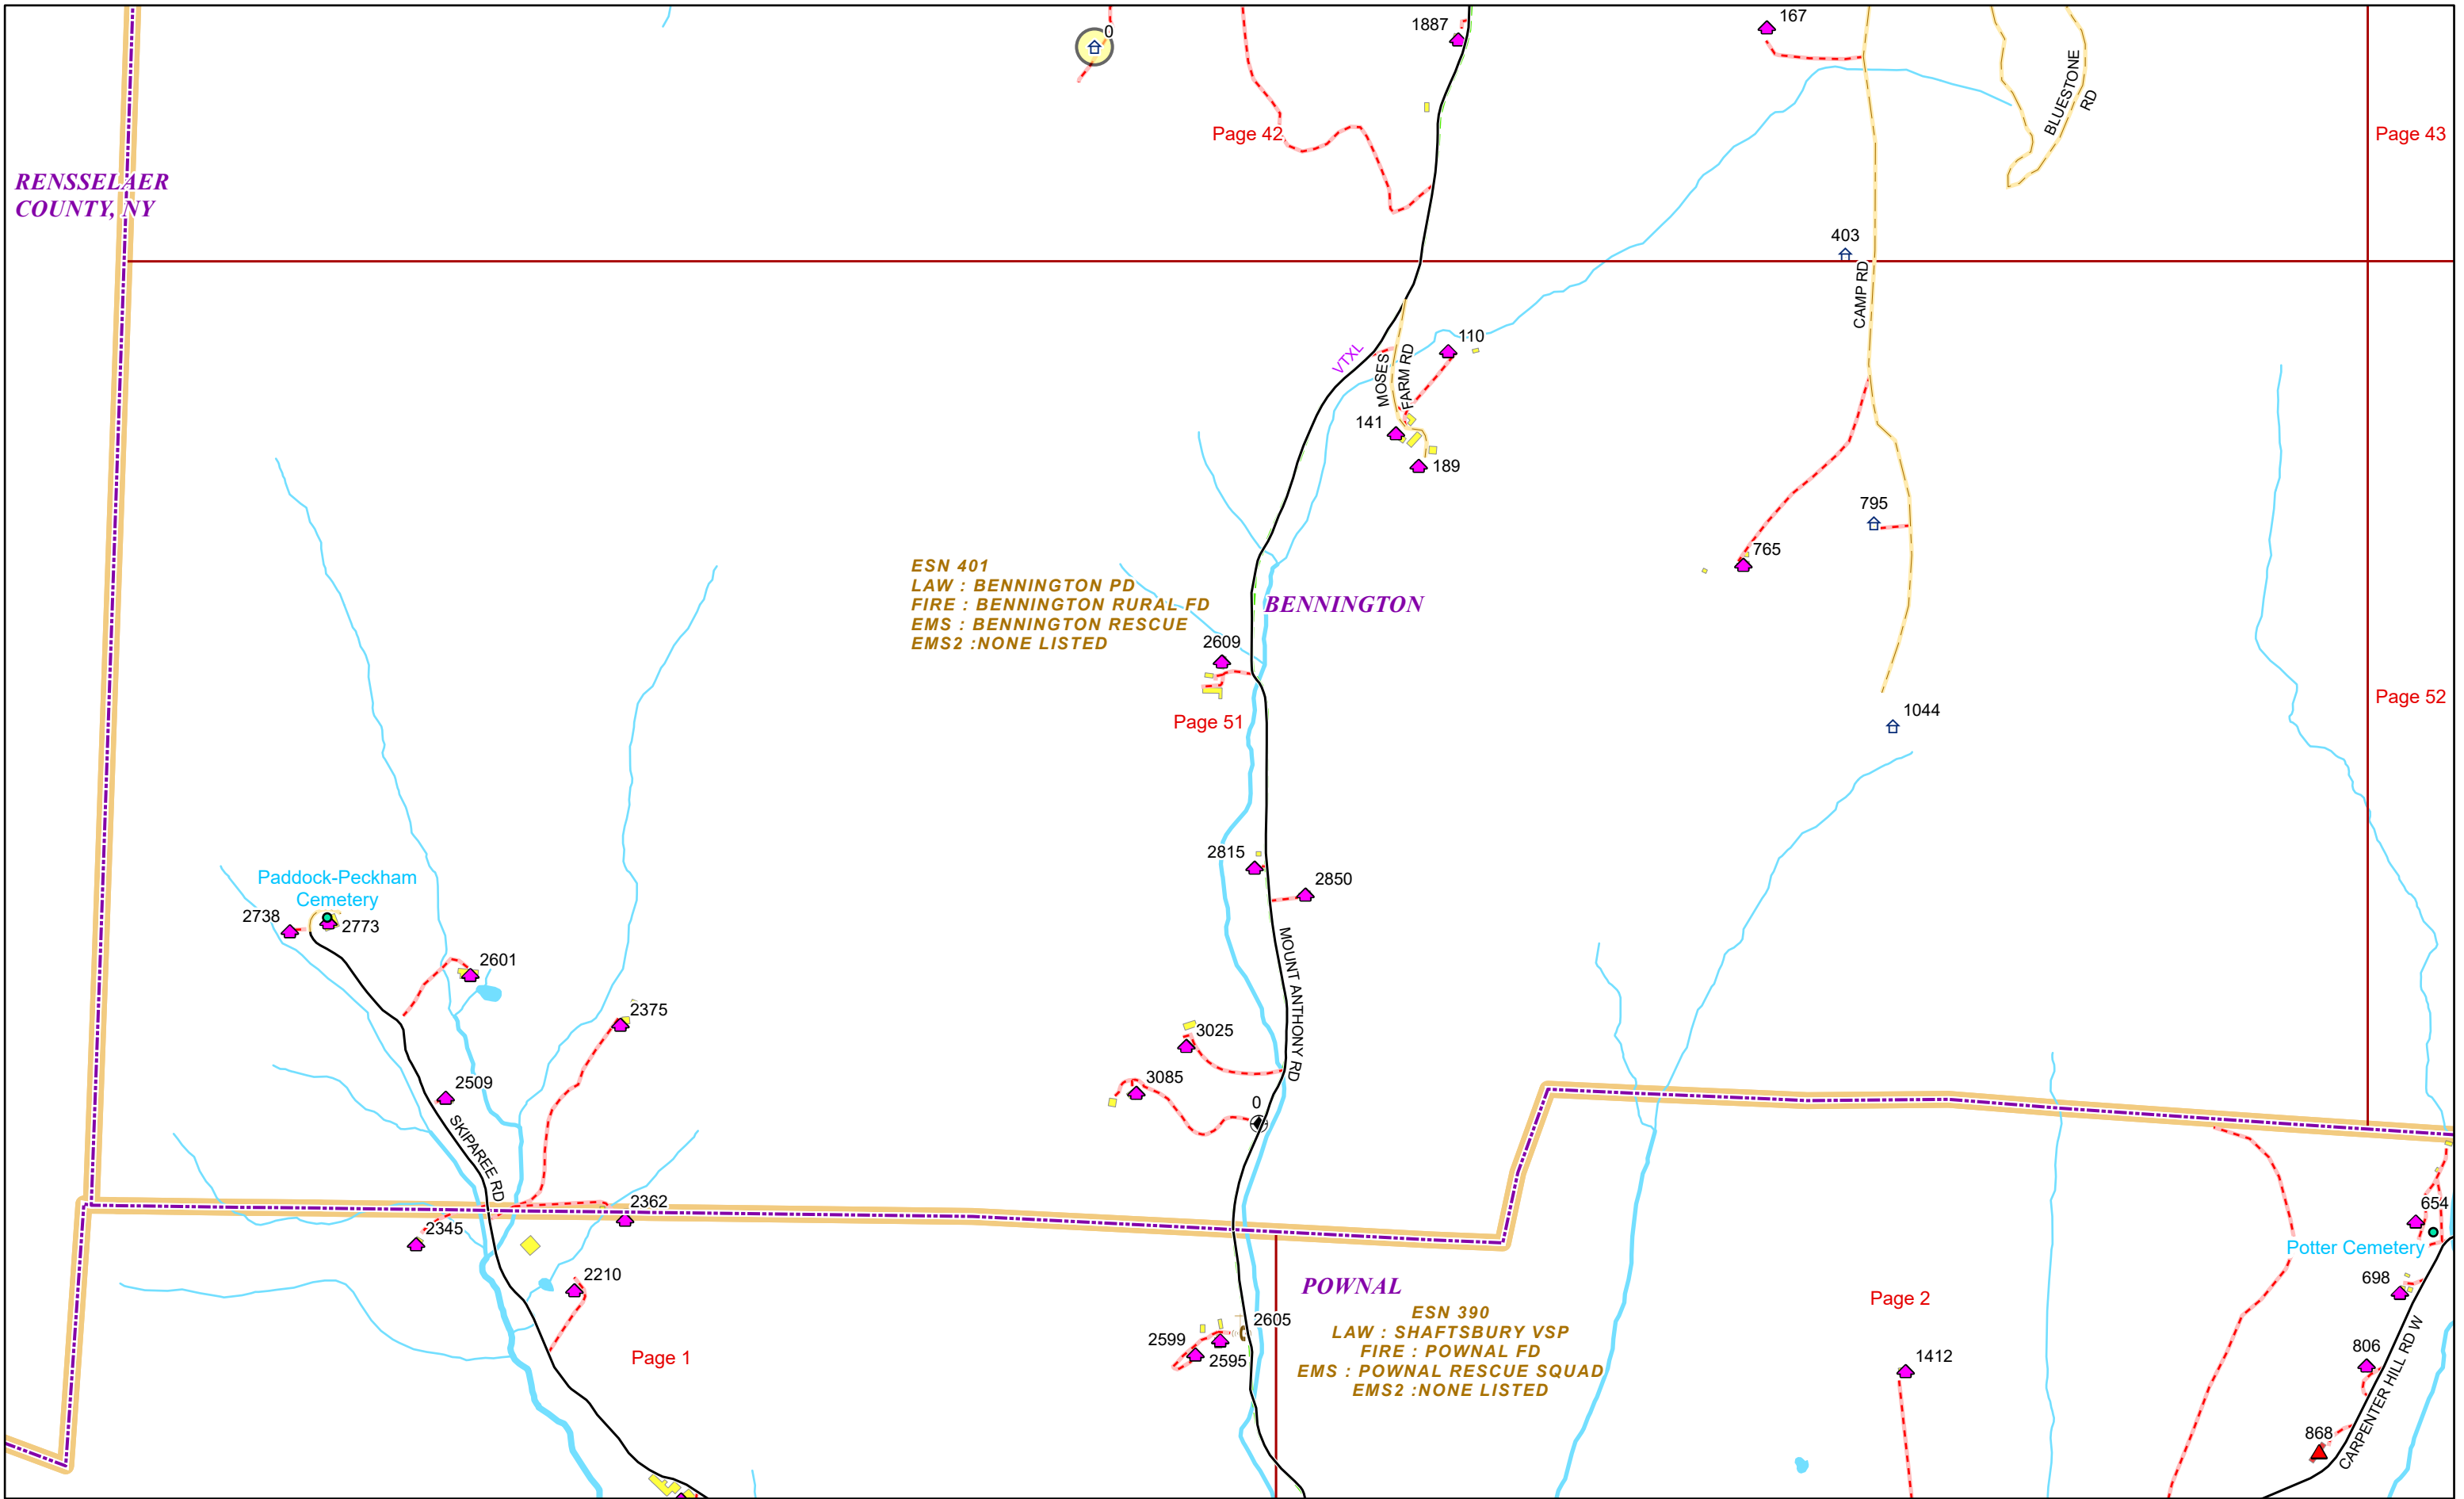 0
1887
167
BLUESTONE
RD
Page 42
Page 43
RENSSELAER
COUNTY, NY
403
CAMP RD
VTXL
MOSES
FARM RD
110
141
189
795
765
ESN 401
LAW : BENNINGTON PD
FIRE : BENNINGTON RURAL FD
EMS : BENNINGTON RESCUE
EMS2 :NONE LISTED
BENNINGTON
2609
Page 51
Page 52
1044
2815
2850
Paddock-Peckham
Cemetery
2738
2773
2601
MOUNT ANTHONY RD
2375
3025
3085
0
2509
SKIPAREE RD
2362
2345
654
Potter Cemetery
2210
698
POWNAL
Page 2
ESN 390
LAW : SHAFTSBURY VSP
FIRE : POWNAL FD
EMS : POWNAL RESCUE SQUAD
EMS2 :NONE LISTED
2605
2599
2595
Page 1
1412
806
CARPENTER HILL RD W
868